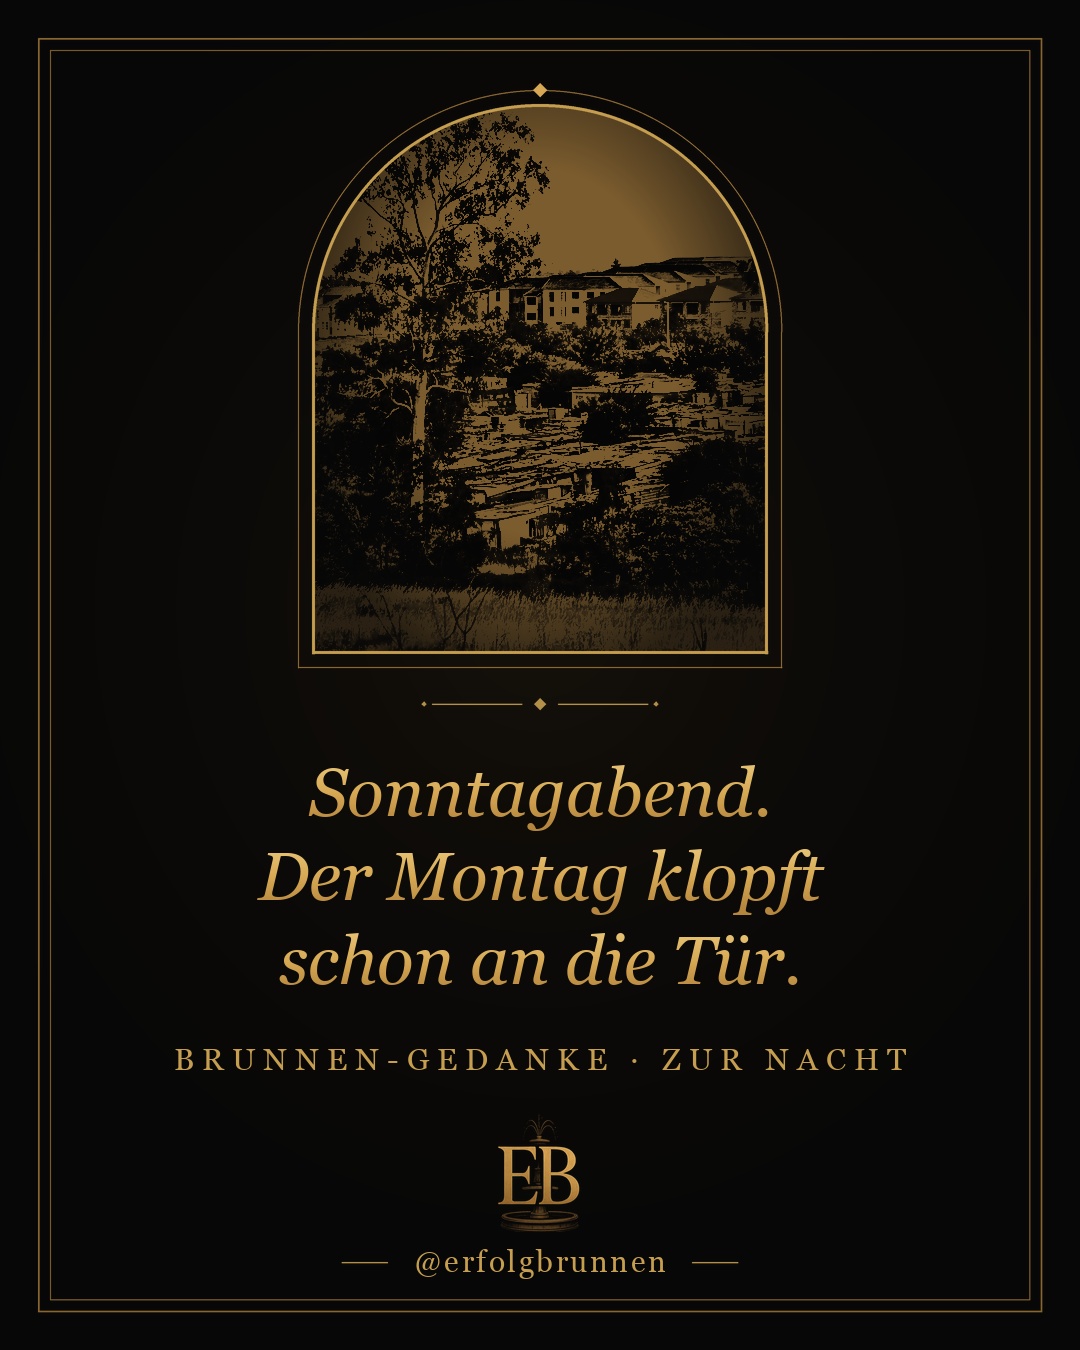 Sonntagabend.
Der Montag klopft
schon an die Tür.
BRUNNEN-GEDANKE · ZUR NACHT
EB
@erfolgbrunnen